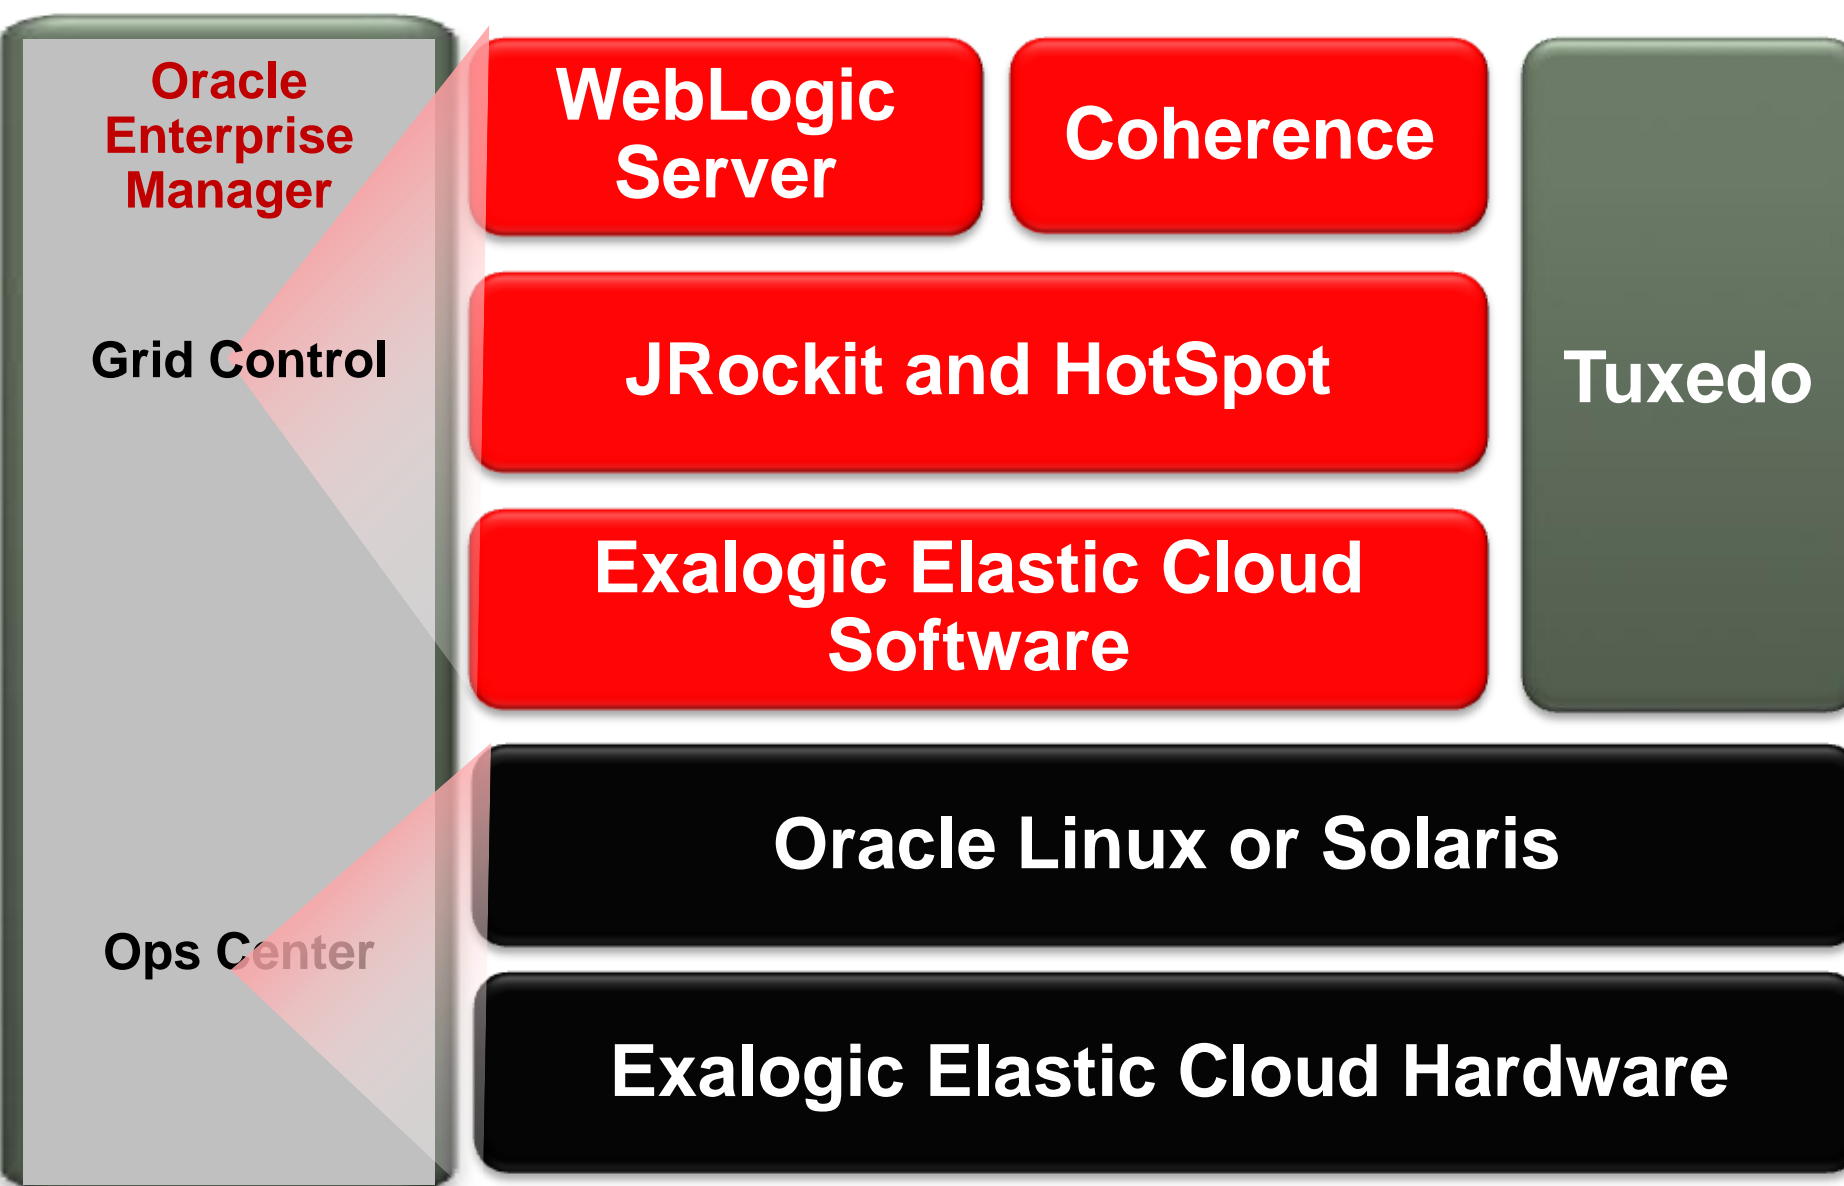 Oracle
Enterprise
Manager
Grid Control
Ops Center
WebLogic
Server
Coherence
JRockit and HotSpot
Exalogic Elastic Cloud
Software
Tuxedo
Oracle Linux or Solaris
Exalogic Elastic Cloud Hardware